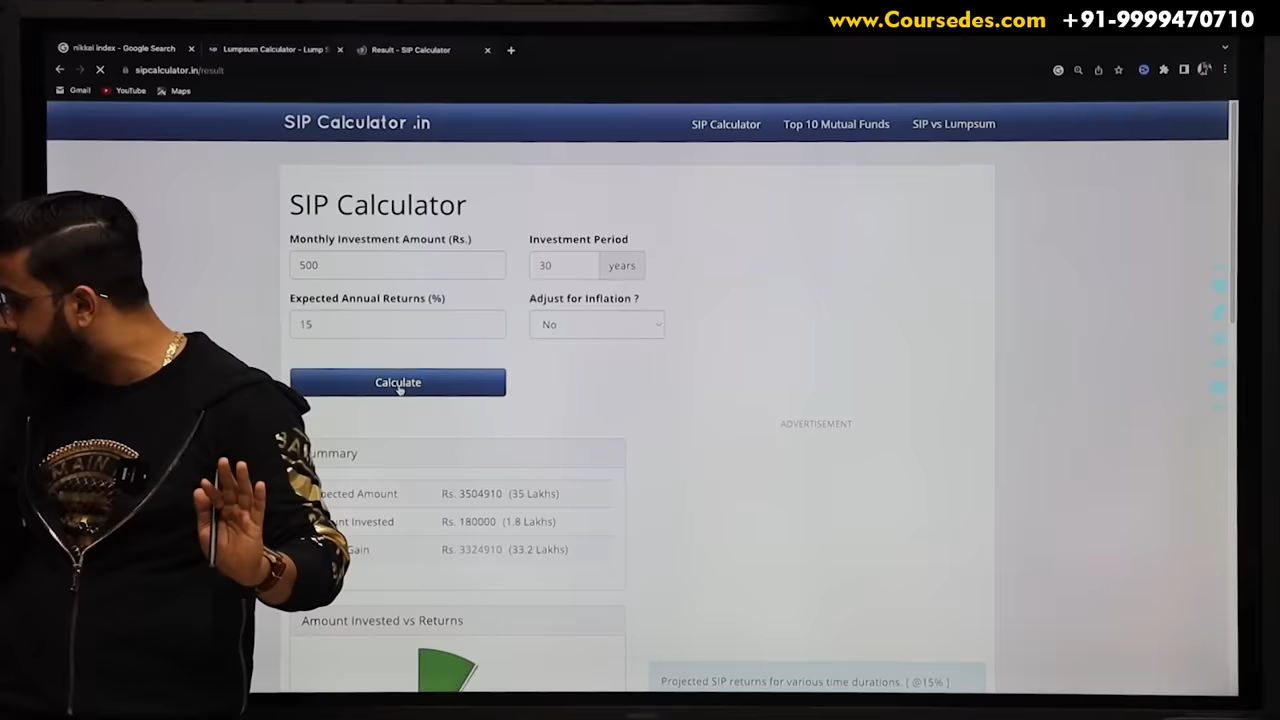 www.Coursedes.com +91-9999470710
nikkei index - Google Search
Lumpsum Calculator - Lump S
Result - SIP Calculator
sipcalculator.in/result
Gmail YouTube Maps
SIP Calculator .in
SIP Calculator Top 10 Mutual Funds SIP vs Lumpsum
SIP Calculator
Monthly Investment Amount (Rs.) Investment Period
500 30 years
Expected Annual Returns (%) Adjust for Inflation ?
15 No
Calculate
ADVERTISEMENT
ummary
pected Amount Rs. 3504910 (35 Lakhs)
unt Invested Rs. 180000 (1.8 Lakhs)
Gain Rs. 3324910 (33.2 Lakhs)
Amount Invested vs Returns
Projected SIP returns for various time durations. [ @15% ]
MAIN